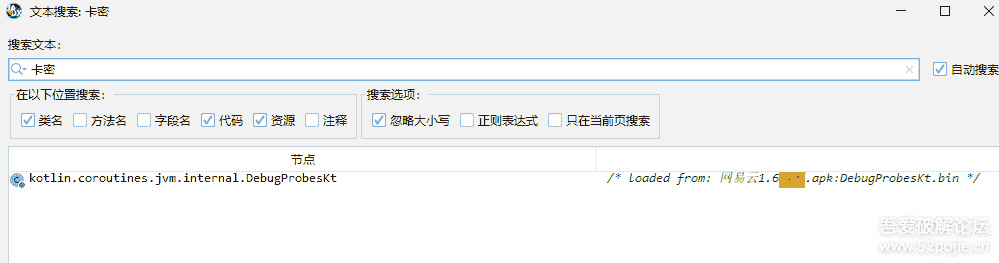 文本搜索: 卡密
搜索文本:
卡密
自动搜索
在以下位置搜索:
搜索选项:
类名 方法名 字段名 代码 资源 注释
忽略大小写 正则表达式 只在当前页搜索
节点
kotlin.coroutines.jvm.internal.DebugProbesKt
/* loaded from: 网易云1.6 .apk:DebugProbesKt.bin */
吾爱破解论坛
www.52pojie.cn